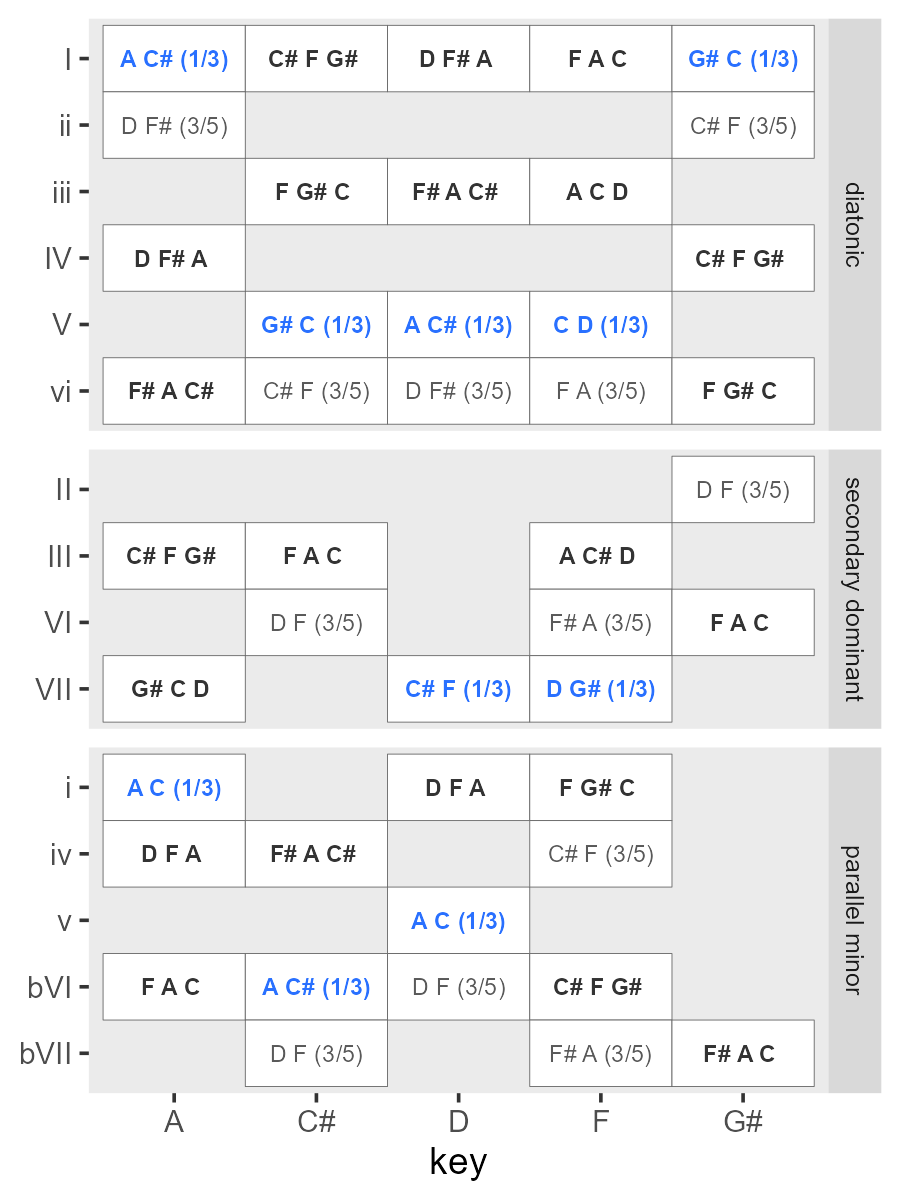 I A C# (1/3) C# F G# D F# A F A C G# C (1/3)
ii D F# (3/5) C# F (3/5)
iii F G# C F# A C# A C D
IV D F# A C# F G#
V G# C (1/3) A C# (1/3) C D (1/3)
vi F# A C# C# F (3/5) D F# (3/5) F A (3/5) F G# C
diatonic
II D F (3/5)
III C# F G# F A C A C# D
VI D F (3/5) F# A (3/5) F A C
VII G# C D C# F (1/3) D G# (1/3)
secondary dominant
i A C (1/3) D F A F G# C
iv D F A F# A C# C# F (3/5)
v A C (1/3)
bVI F A C A C# (1/3) D F (3/5) C# F G#
bVII D F (3/5) F# A (3/5) F# A C
parallel minor
A C# D F G#
key